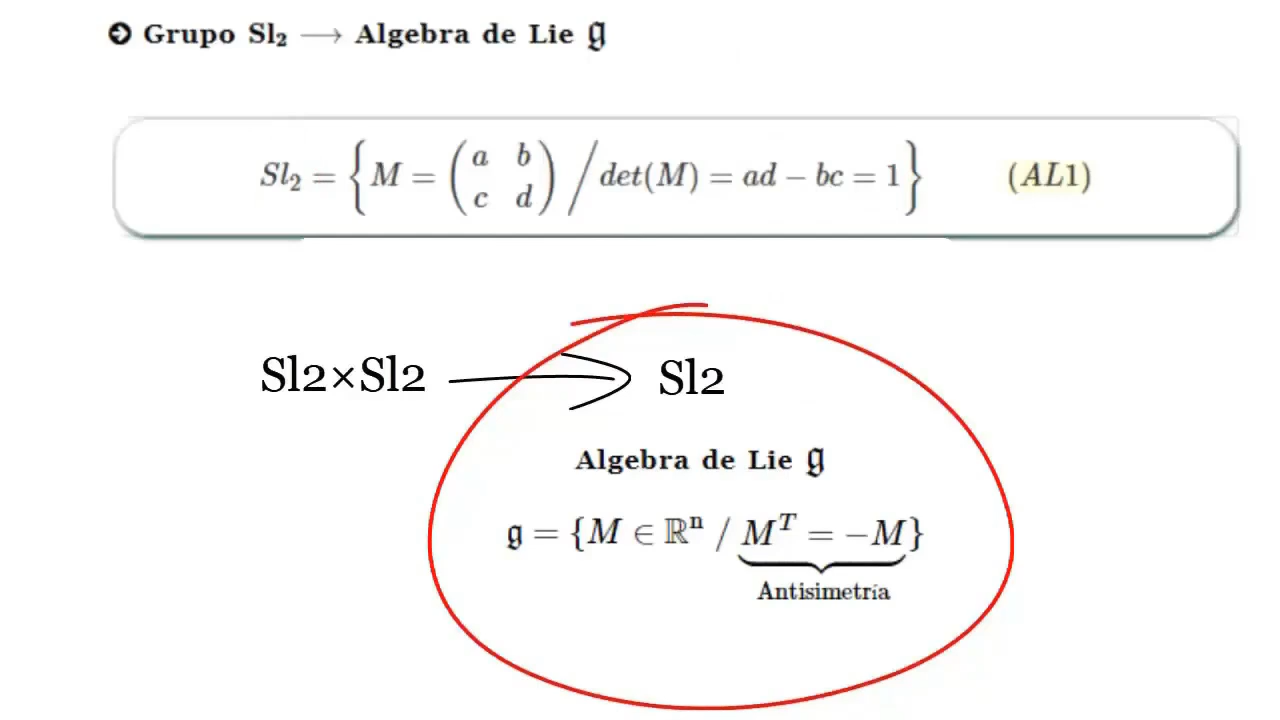 ➲ Grupo Sl₂ ⟶ Algebra de Lie 𝔤
Sl₂ = { M = ( a b ; c d ) / det(M) = ad − bc = 1 } (AL1)
Sl2×Sl2 → Sl2
Algebra de Lie 𝔤
𝔤 = {M ∈ ℝⁿ / Mᵀ = −M}
Antisimetría